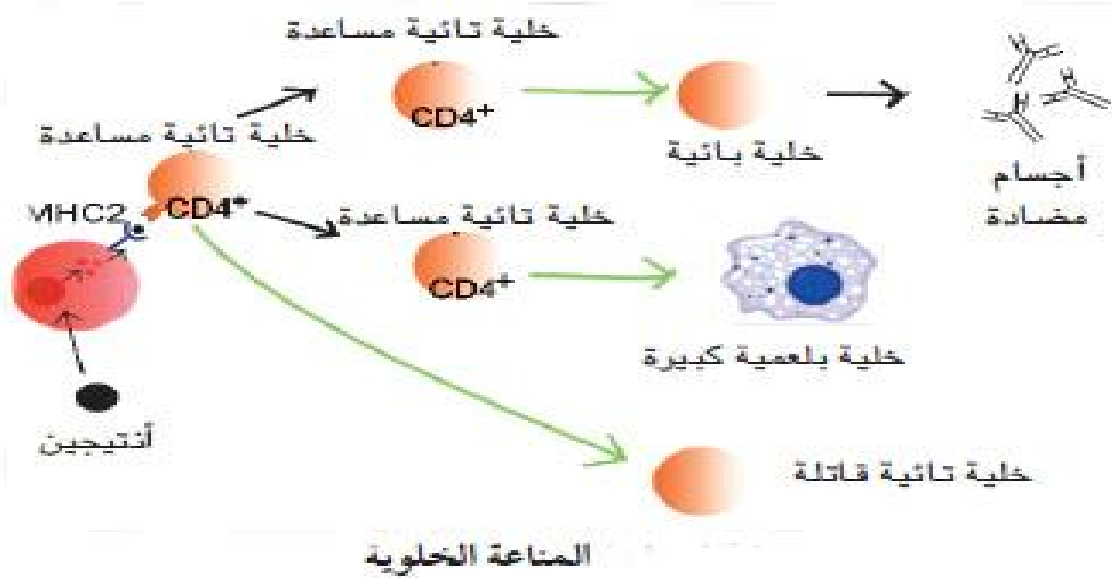 خلية تائية مساعدة
CD4⁺
خلية بائية
أجسام
مضادة
خلية تائية مساعدة
MHC2
CD4⁺
خلية تائية مساعدة
CD4⁺
خلية بلعمية كبيرة
أنتيجين
خلية تائية قاتلة
المناعة الخلوية
H
H
H